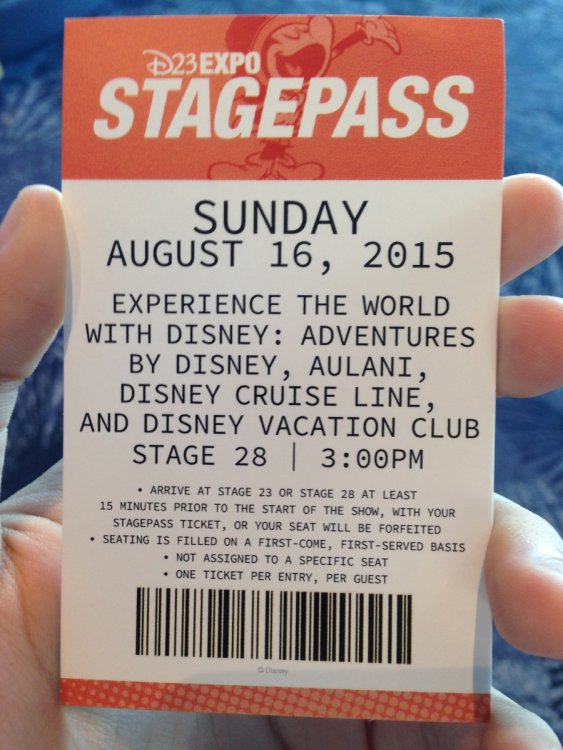 D23 EXPO
STAGEPASS
SUNDAY
AUGUST 16, 2015
EXPERIENCE THE WORLD
WITH DISNEY: ADVENTURES
BY DISNEY, AULANI,
DISNEY CRUISE LINE,
AND DISNEY VACATION CLUB
STAGE 28 | 3:00PM
• ARRIVE AT STAGE 23 OR STAGE 28 AT LEAST
15 MINUTES PRIOR TO THE START OF THE SHOW, WITH YOUR
STAGEPASS TICKET, OR YOUR SEAT WILL BE FORFEITED
• SEATING IS FILLED ON A FIRST-COME, FIRST-SERVED BASIS
• NOT ASSIGNED TO A SPECIFIC SEAT
• ONE TICKET PER ENTRY, PER GUEST
© Disney